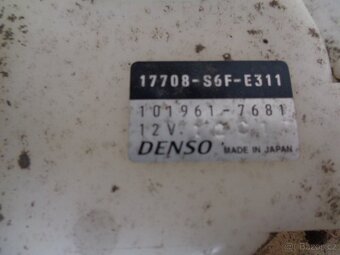 17708-S6F-E311
101961-7681
12V
DENSO MADE IN JAPAN